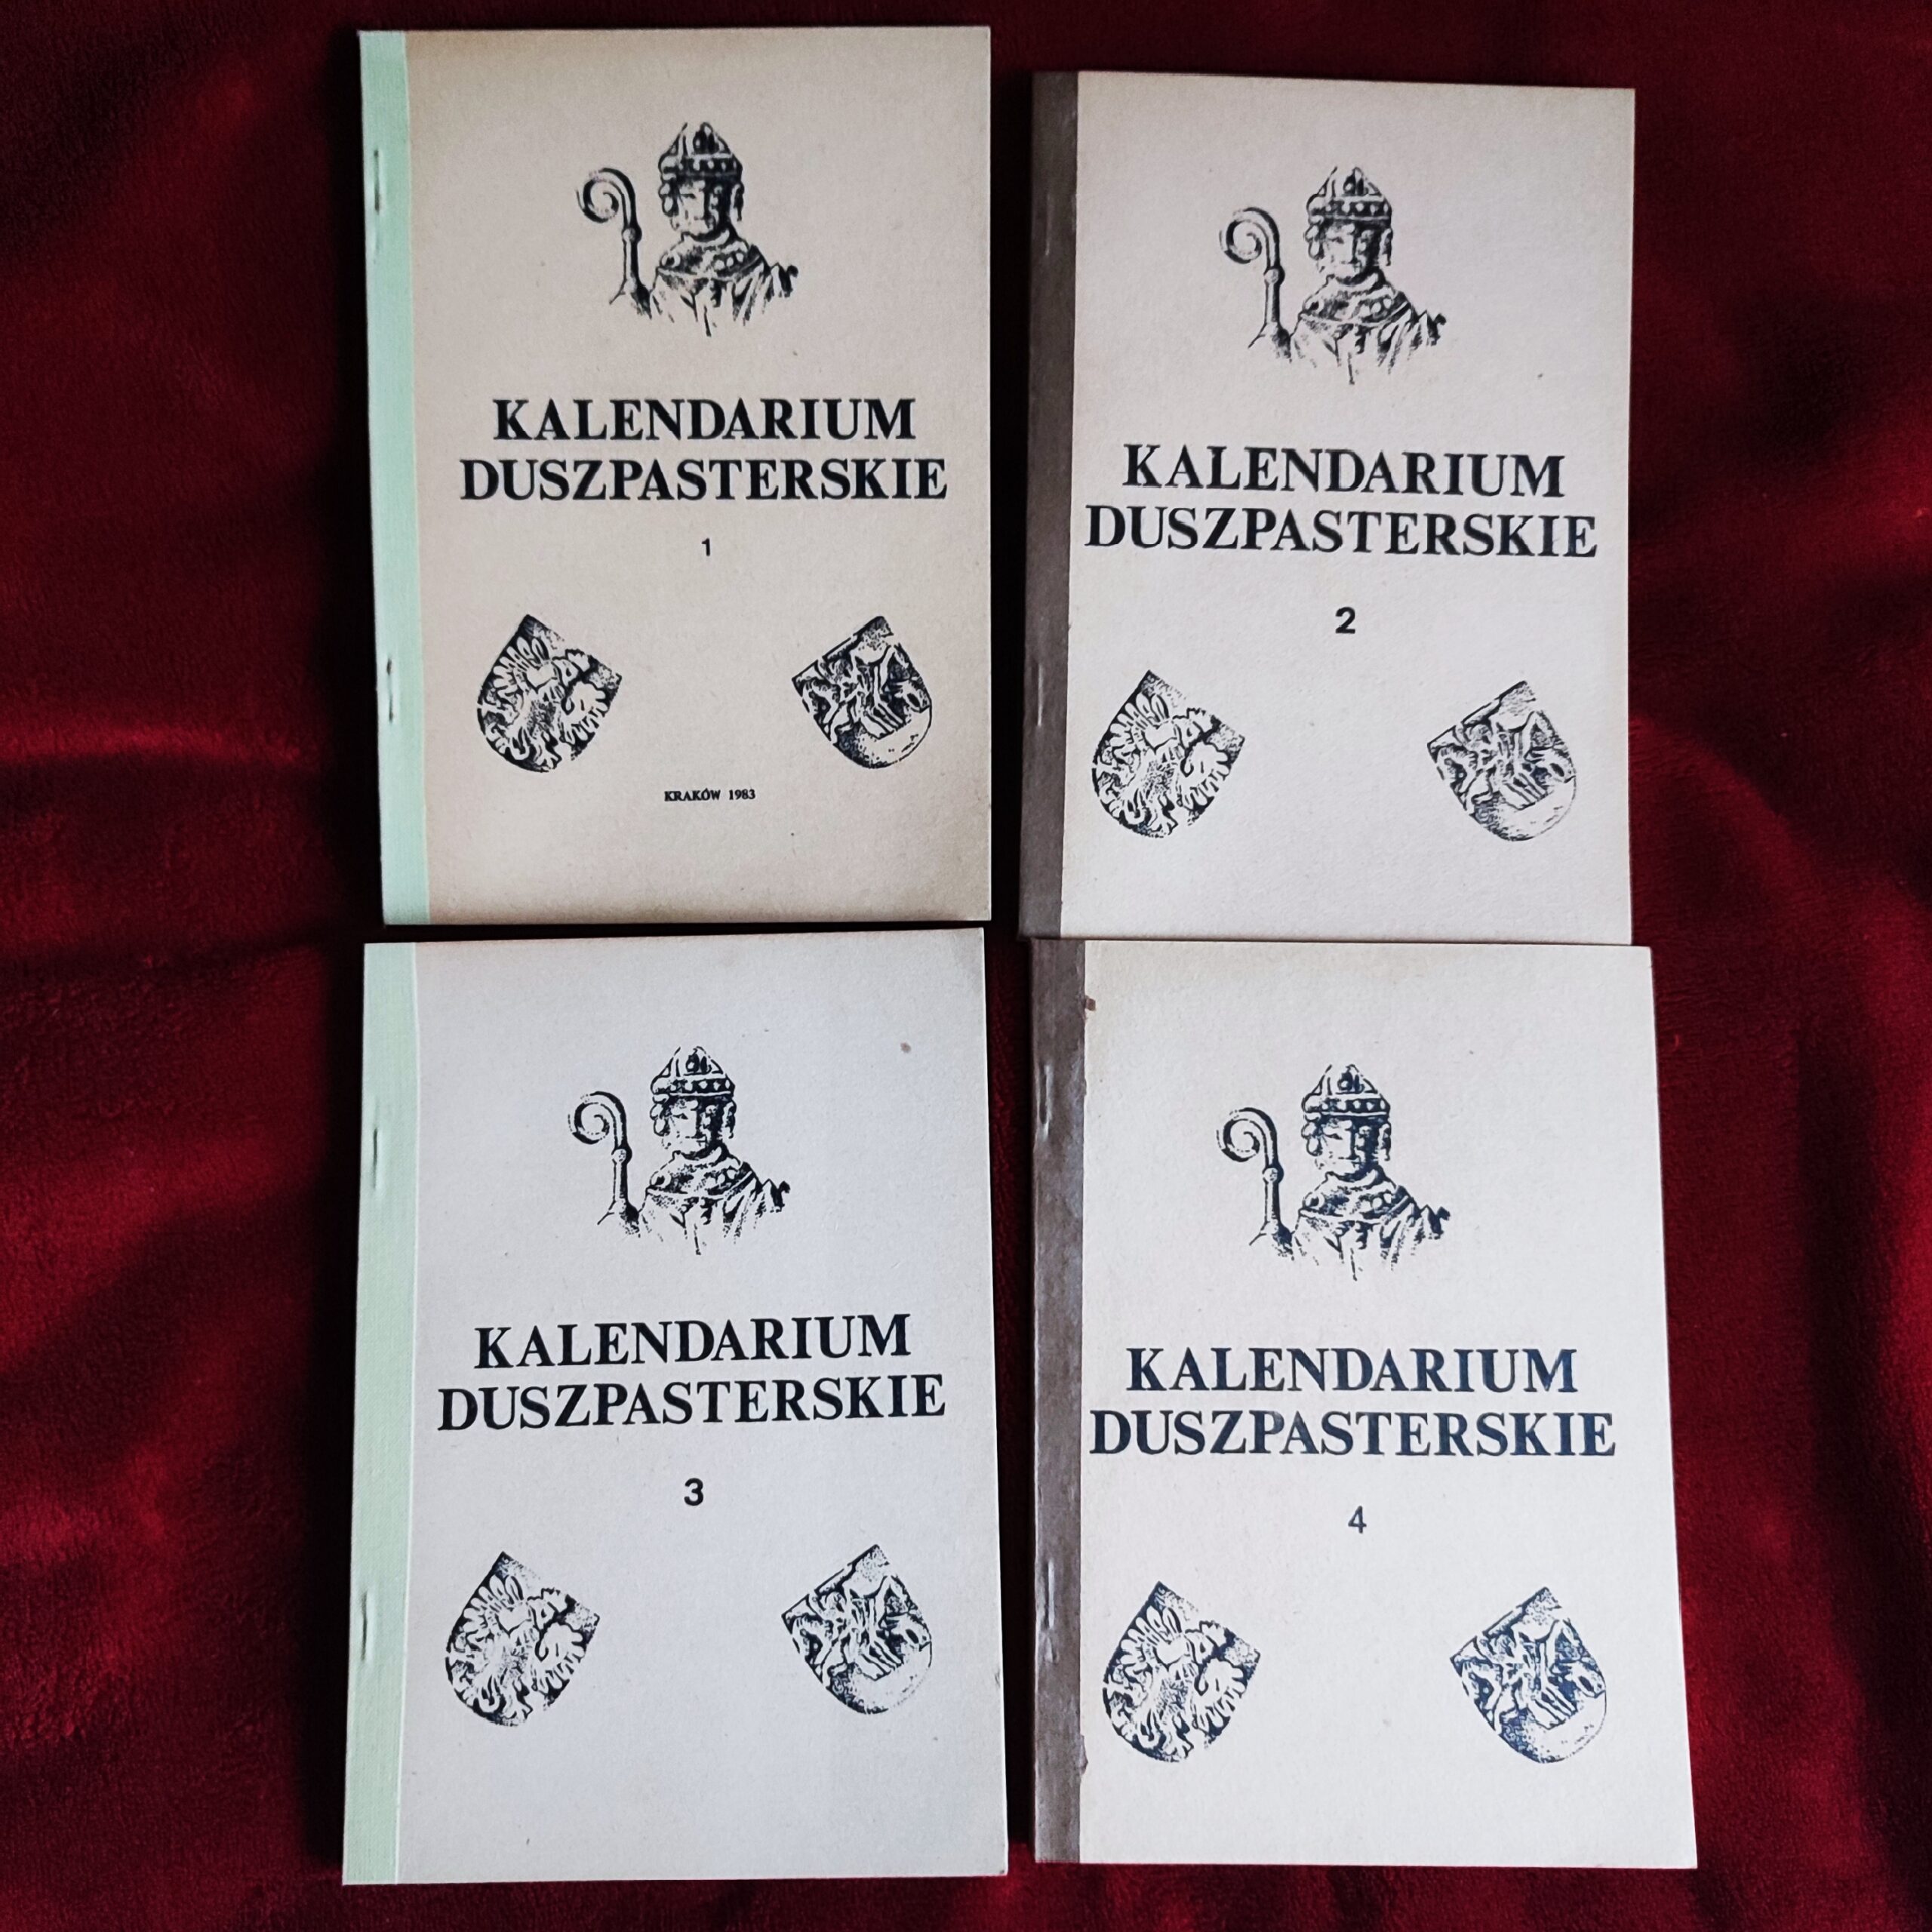 KALENDARIUM
DUSZPASTERSKIE
1
KRAKÓW 1983
KALENDARIUM
DUSZPASTERSKIE
2
KALENDARIUM
DUSZPASTERSKIE
3
KALENDARIUM
DUSZPASTERSKIE
4